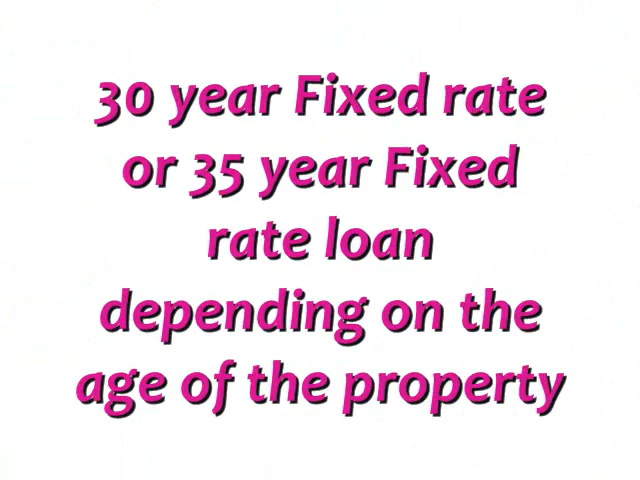 30 year Fixed rate
or 35 year Fixed
rate loan
depending on the
age of the property